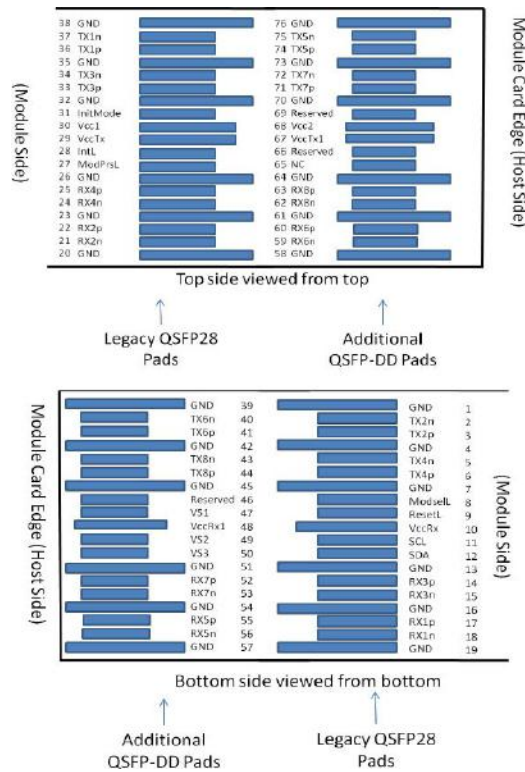 38 GND 76 GND
37 TX1n 75 TX5n
36 TX1p 74 TX5p
35 GND 73 GND
34 TX3n 72 TX7n
33 TX3p 71 TX7p
32 GND 70 GND
31 InitMode 69 Reserved
30 Vcc1 68 Vcc2
29 VccTx 67 VccTx1
28 IntL 66 Reserved
27 ModPrsL 65 NC
26 GND 64 GND
25 RX4p 63 RX8p
24 RX4n 62 RX8n
23 GND 61 GND
22 RX2p 60 RX6p
21 RX2n 59 RX6n
20 GND 58 GND
(Module Side)
Module Card Edge (Host Side)
Top side viewed from top
Legacy QSFP28
Pads
Additional
QSFP-DD Pads
Module Card Edge (Host Side)
(Module Side)
GND 39 GND 1
TX6n 40 TX2n 2
TX6p 41 TX2p 3
GND 42 GND 4
TX8n 43 TX4n 5
TX8p 44 TX4p 6
GND 45 GND 7
Reserved 46 ModselL 8
VS1 47 ResetL 9
VccRx1 48 VccRx 10
VS2 49 SCL 11
VS3 50 SDA 12
GND 51 GND 13
RX7p 52 RX3p 14
RX7n 53 RX3n 15
GND 54 GND 16
RX5p 55 RX1p 17
RX5n 56 RX1n 18
GND 57 GND 19
Bottom side viewed from bottom
Additional
QSFP-DD Pads
Legacy QSFP28
Pads